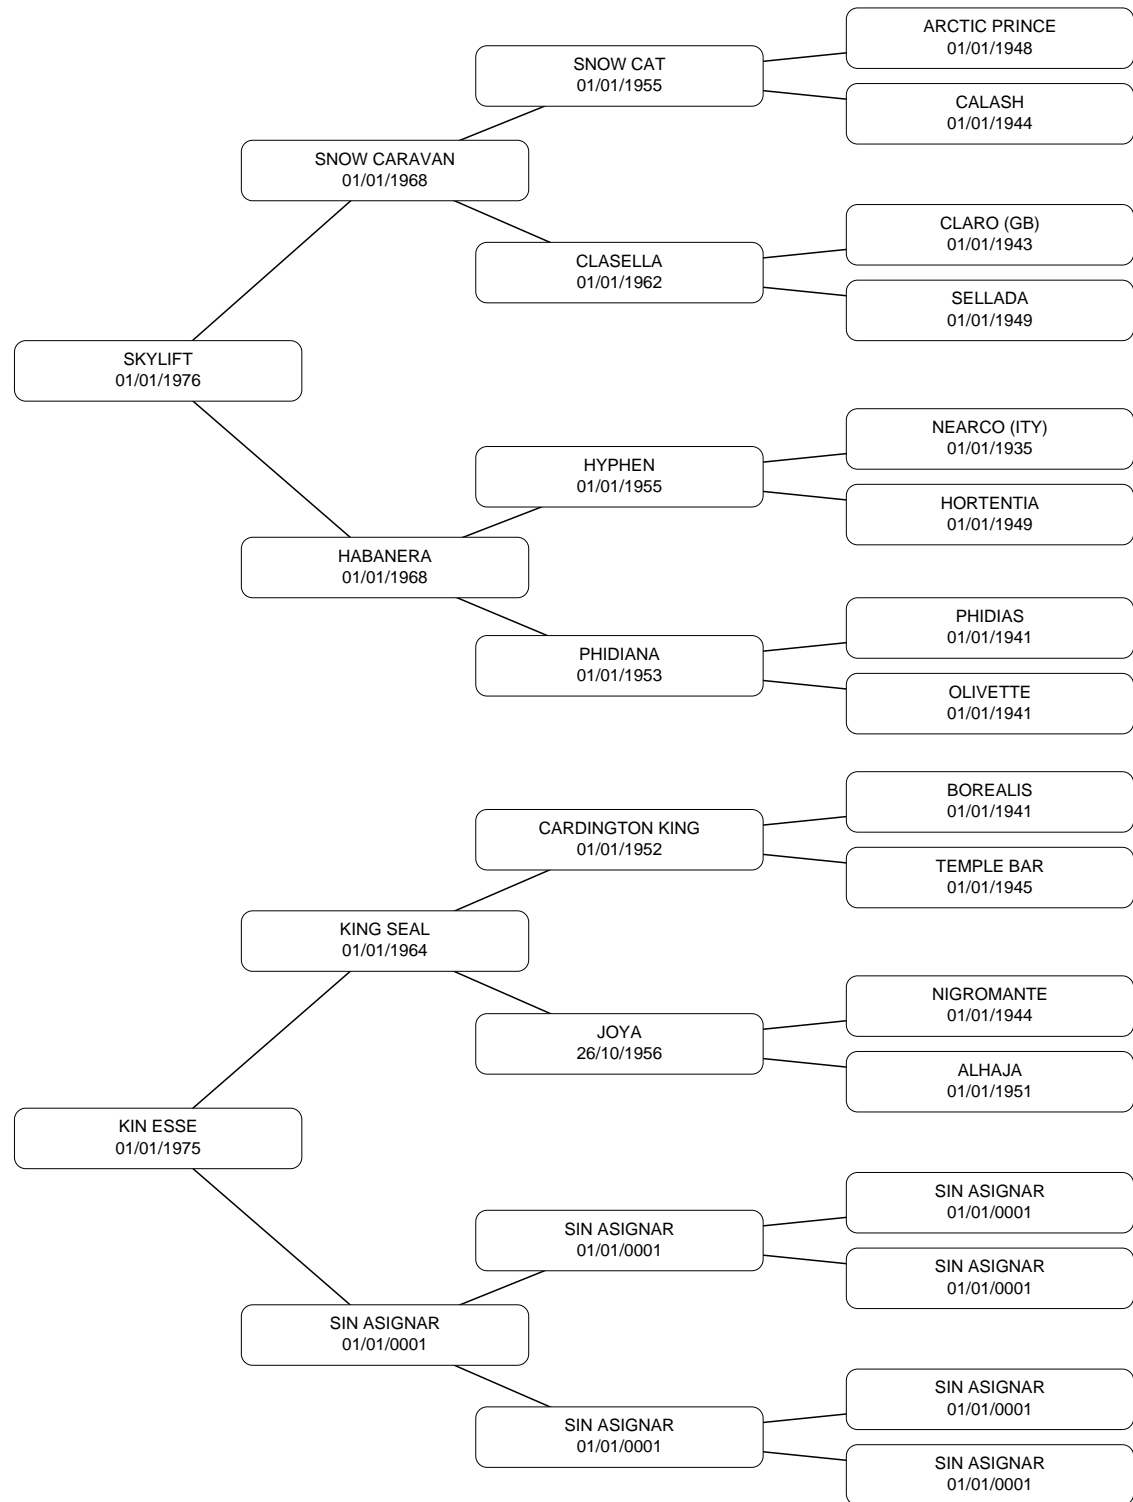 ARCTIC PRINCE
01/01/1948
SNOW CAT
01/01/1955
CALASH
01/01/1944
SNOW CARAVAN
01/01/1968
CLARO (GB)
01/01/1943
CLASELLA
01/01/1962
SELLADA
01/01/1949
SKYLIFT
01/01/1976
NEARCO (ITY)
01/01/1935
HYPHEN
01/01/1955
HORTENTIA
01/01/1949
HABANERA
01/01/1968
PHIDIAS
01/01/1941
PHIDIANA
01/01/1953
OLIVETTE
01/01/1941
BOREALIS
01/01/1941
CARDINGTON KING
01/01/1952
TEMPLE BAR
01/01/1945
KING SEAL
01/01/1964
NIGROMANTE
01/01/1944
JOYA
26/10/1956
ALHAJA
01/01/1951
KIN ESSE
01/01/1975
SIN ASIGNAR
01/01/0001
SIN ASIGNAR
01/01/0001
SIN ASIGNAR
01/01/0001
SIN ASIGNAR
01/01/0001
SIN ASIGNAR
01/01/0001
SIN ASIGNAR
01/01/0001
SIN ASIGNAR
01/01/0001